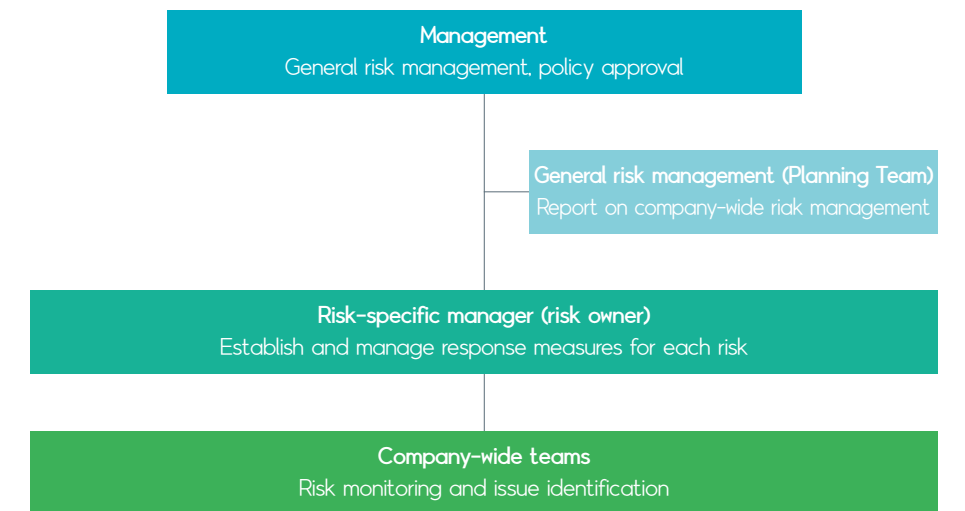 Management
General risk management, policy approval
General risk management (Planning Team)
Report on company-wide riak management
Risk-specific manager (risk owner)
Establish and manage response measures for each risk
Company-wide teams
Risk monitoring and issue identification